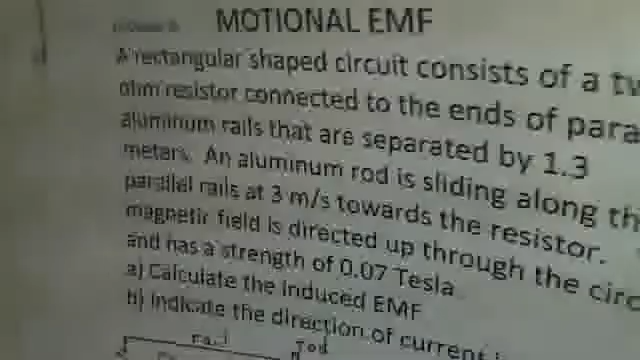 MOTIONAL EMF
A rectangular shaped circuit consists of a tw
ohm resistor connected to the ends of para
aluminum rails that are separated by 1.3
meters. An aluminum rod is sliding along th
parallel rails at 3 m/s towards the resistor.
magnetic field is directed up through the circ
and has a strength of 0.07 Tesla
a) Calculate the induced EMF
b) Indicate the direction of current i
rail rod